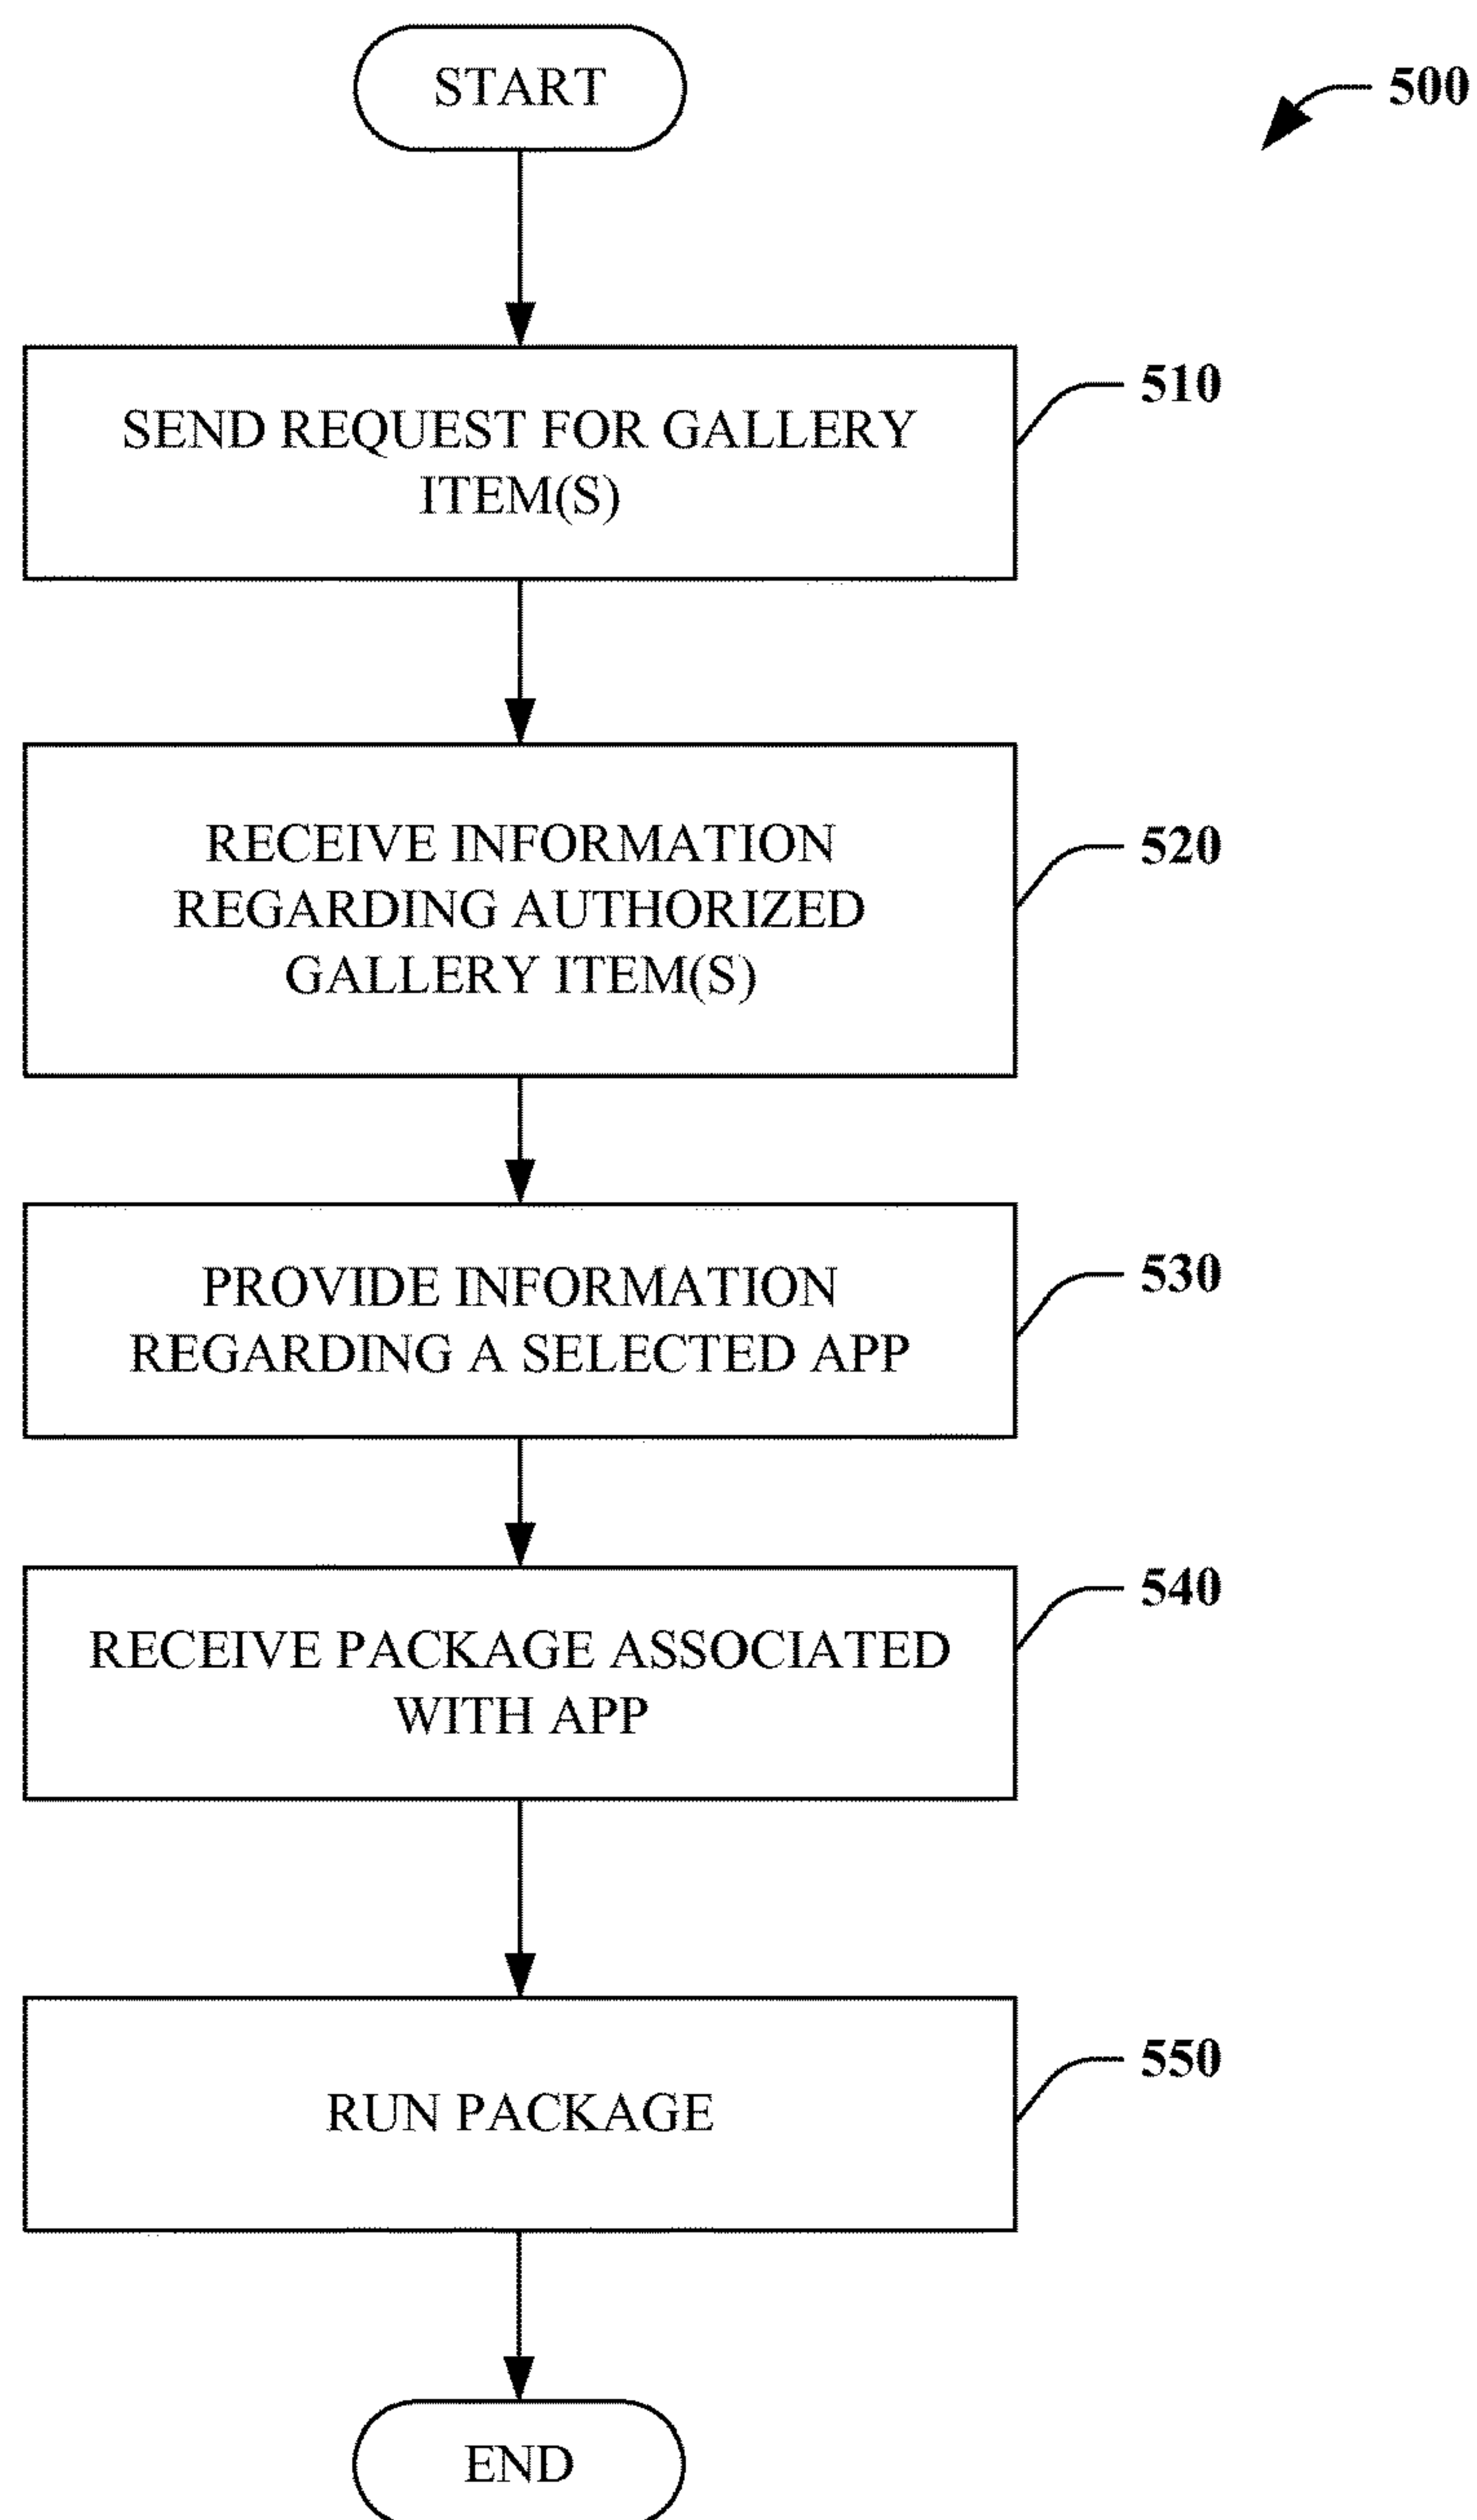 START
500
SEND REQUEST FOR GALLERY
ITEM(S)
510
RECEIVE INFORMATION
REGARDING AUTHORIZED
GALLERY ITEM(S)
520
PROVIDE INFORMATION
REGARDING A SELECTED APP
530
RECEIVE PACKAGE ASSOCIATED
WITH APP
540
RUN PACKAGE
550
END